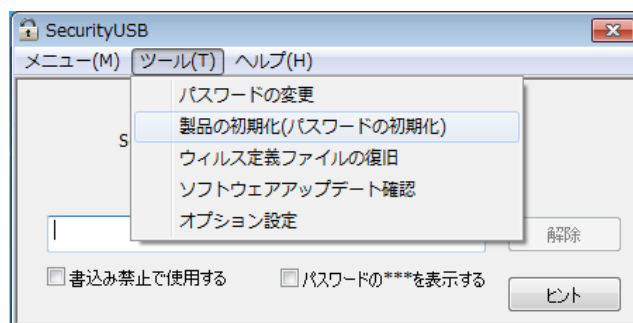 SecurityUSB
メニュー(M) ツール(T) ヘルプ(H)
パスワードの変更
製品の初期化(パスワードの初期化)
S
ウィルス定義ファイルの復旧
ソフトウェアアップデート確認
オプション設定
解除
書込み禁止で使用する パスワードの***を表示する
ヒント